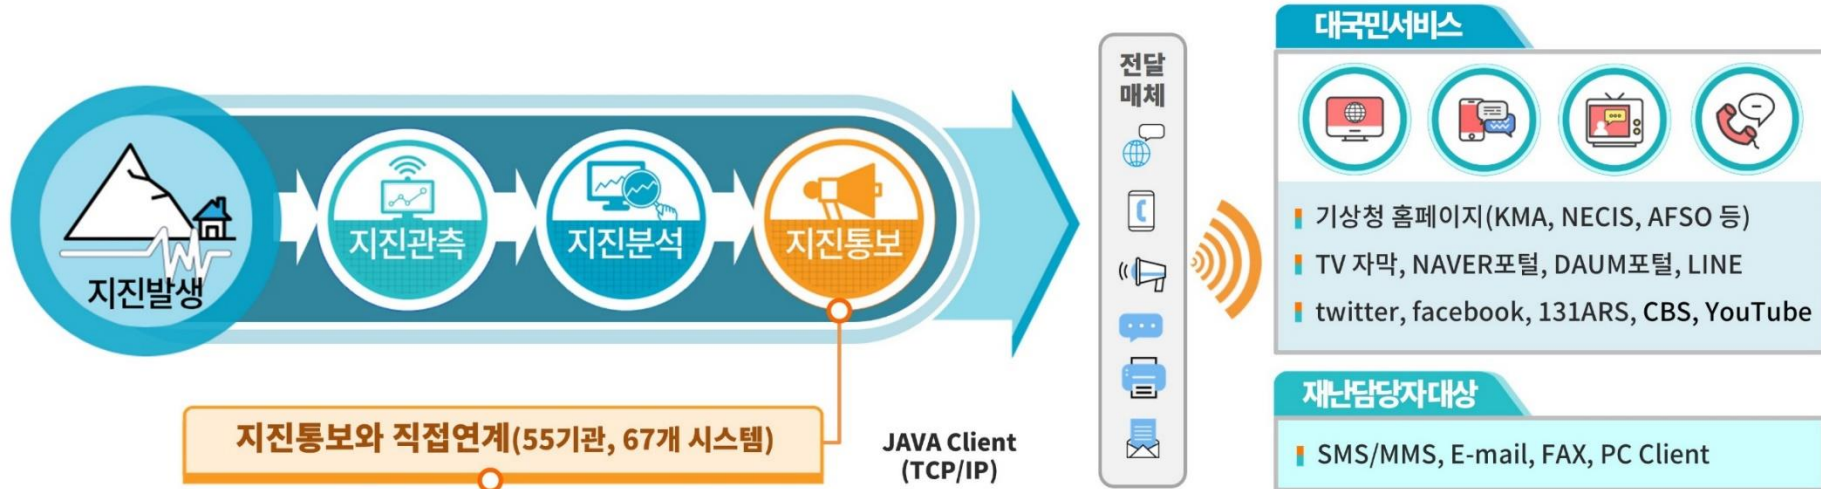 지진발생
지진관측
지진분석
지진통보
지진통보와 직접연계(55기관, 67개 시스템)
JAVA Client
(TCP/IP)
전달
매체
대국민서비스
기상청 홈페이지(KMA, NECIS, AFSO 등)
TV 자막, NAVER포털, DAUM포털, LINE
twitter, facebook, 131ARS, CBS, YouTube
재난담당자대상
SMS/MMS, E-mail, FAX, PC Client